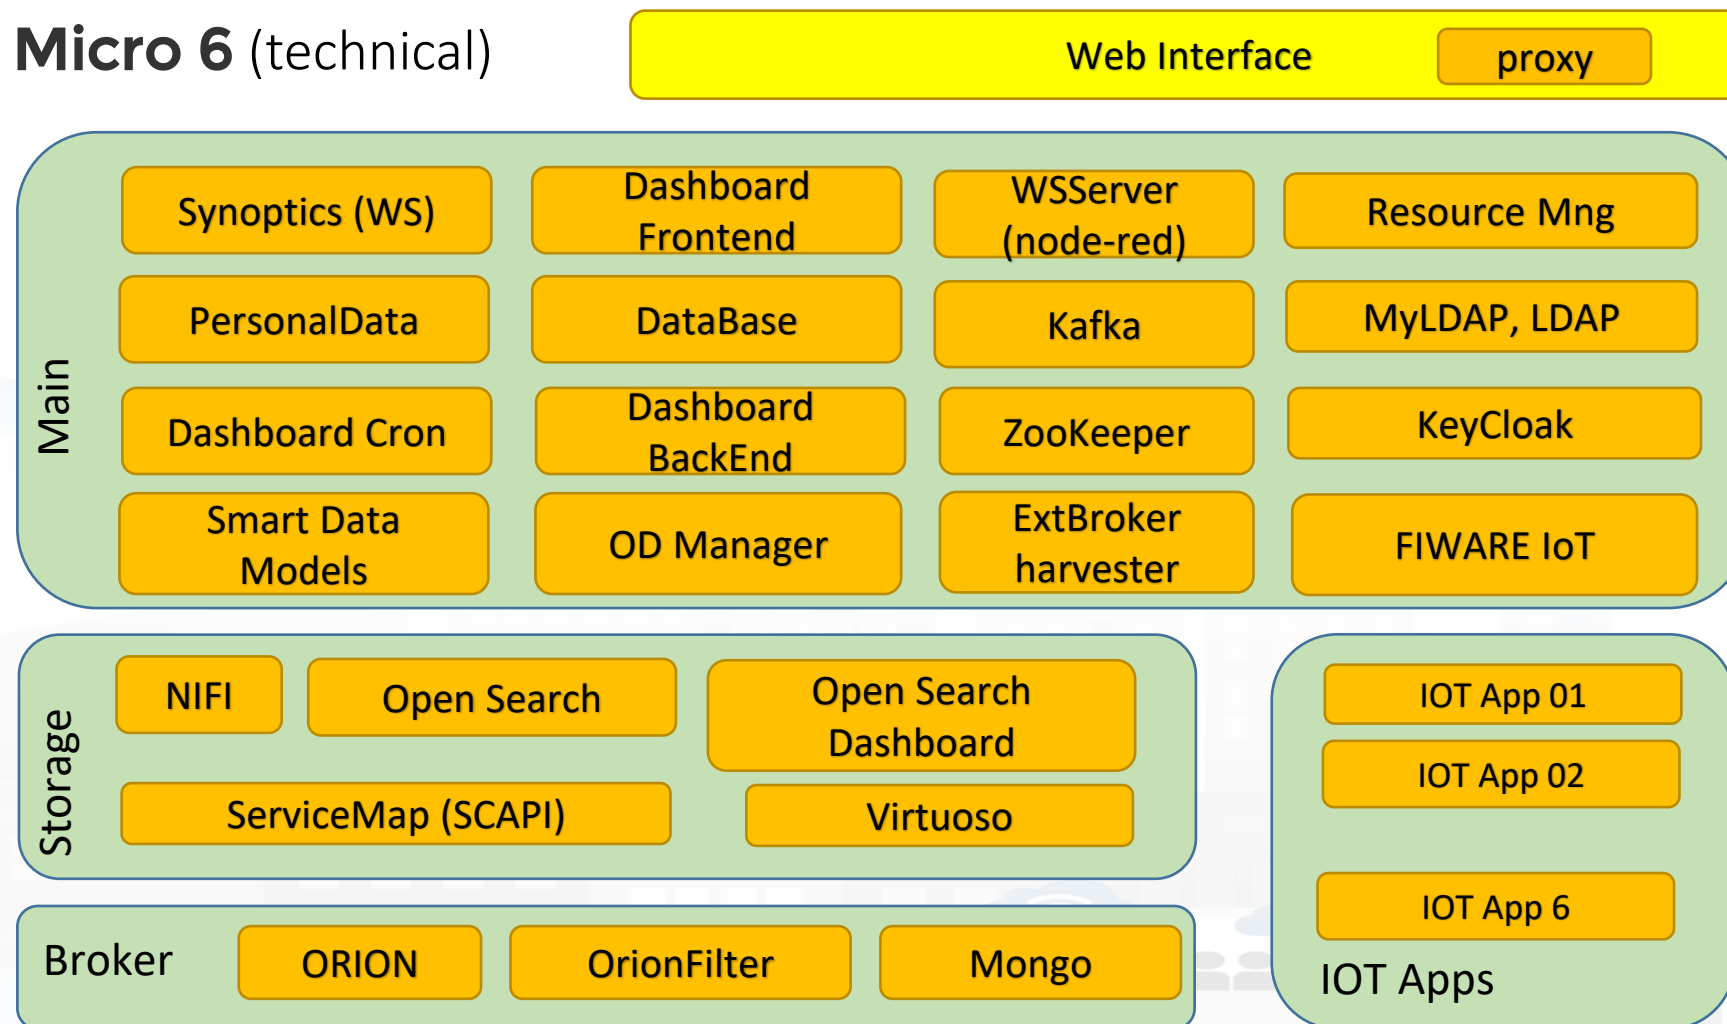 Micro 6 (technical)
Web Interface
proxy
Main
Synoptics (WS)
Dashboard
Frontend
WSServer
(node-red)
Resource Mng
PersonalData
DataBase
Kafka
MyLDAP, LDAP
Dashboard Cron
Dashboard
BackEnd
ZooKeeper
KeyCloak
Smart Data
Models
OD Manager
ExtBroker
harvester
FIWARE IoT
Storage
NIFI
Open Search
Open Search
Dashboard
ServiceMap (SCAPI)
Virtuoso
Broker
ORION
OrionFilter
Mongo
IOT App 01
IOT App 02
IOT App 6
IOT Apps